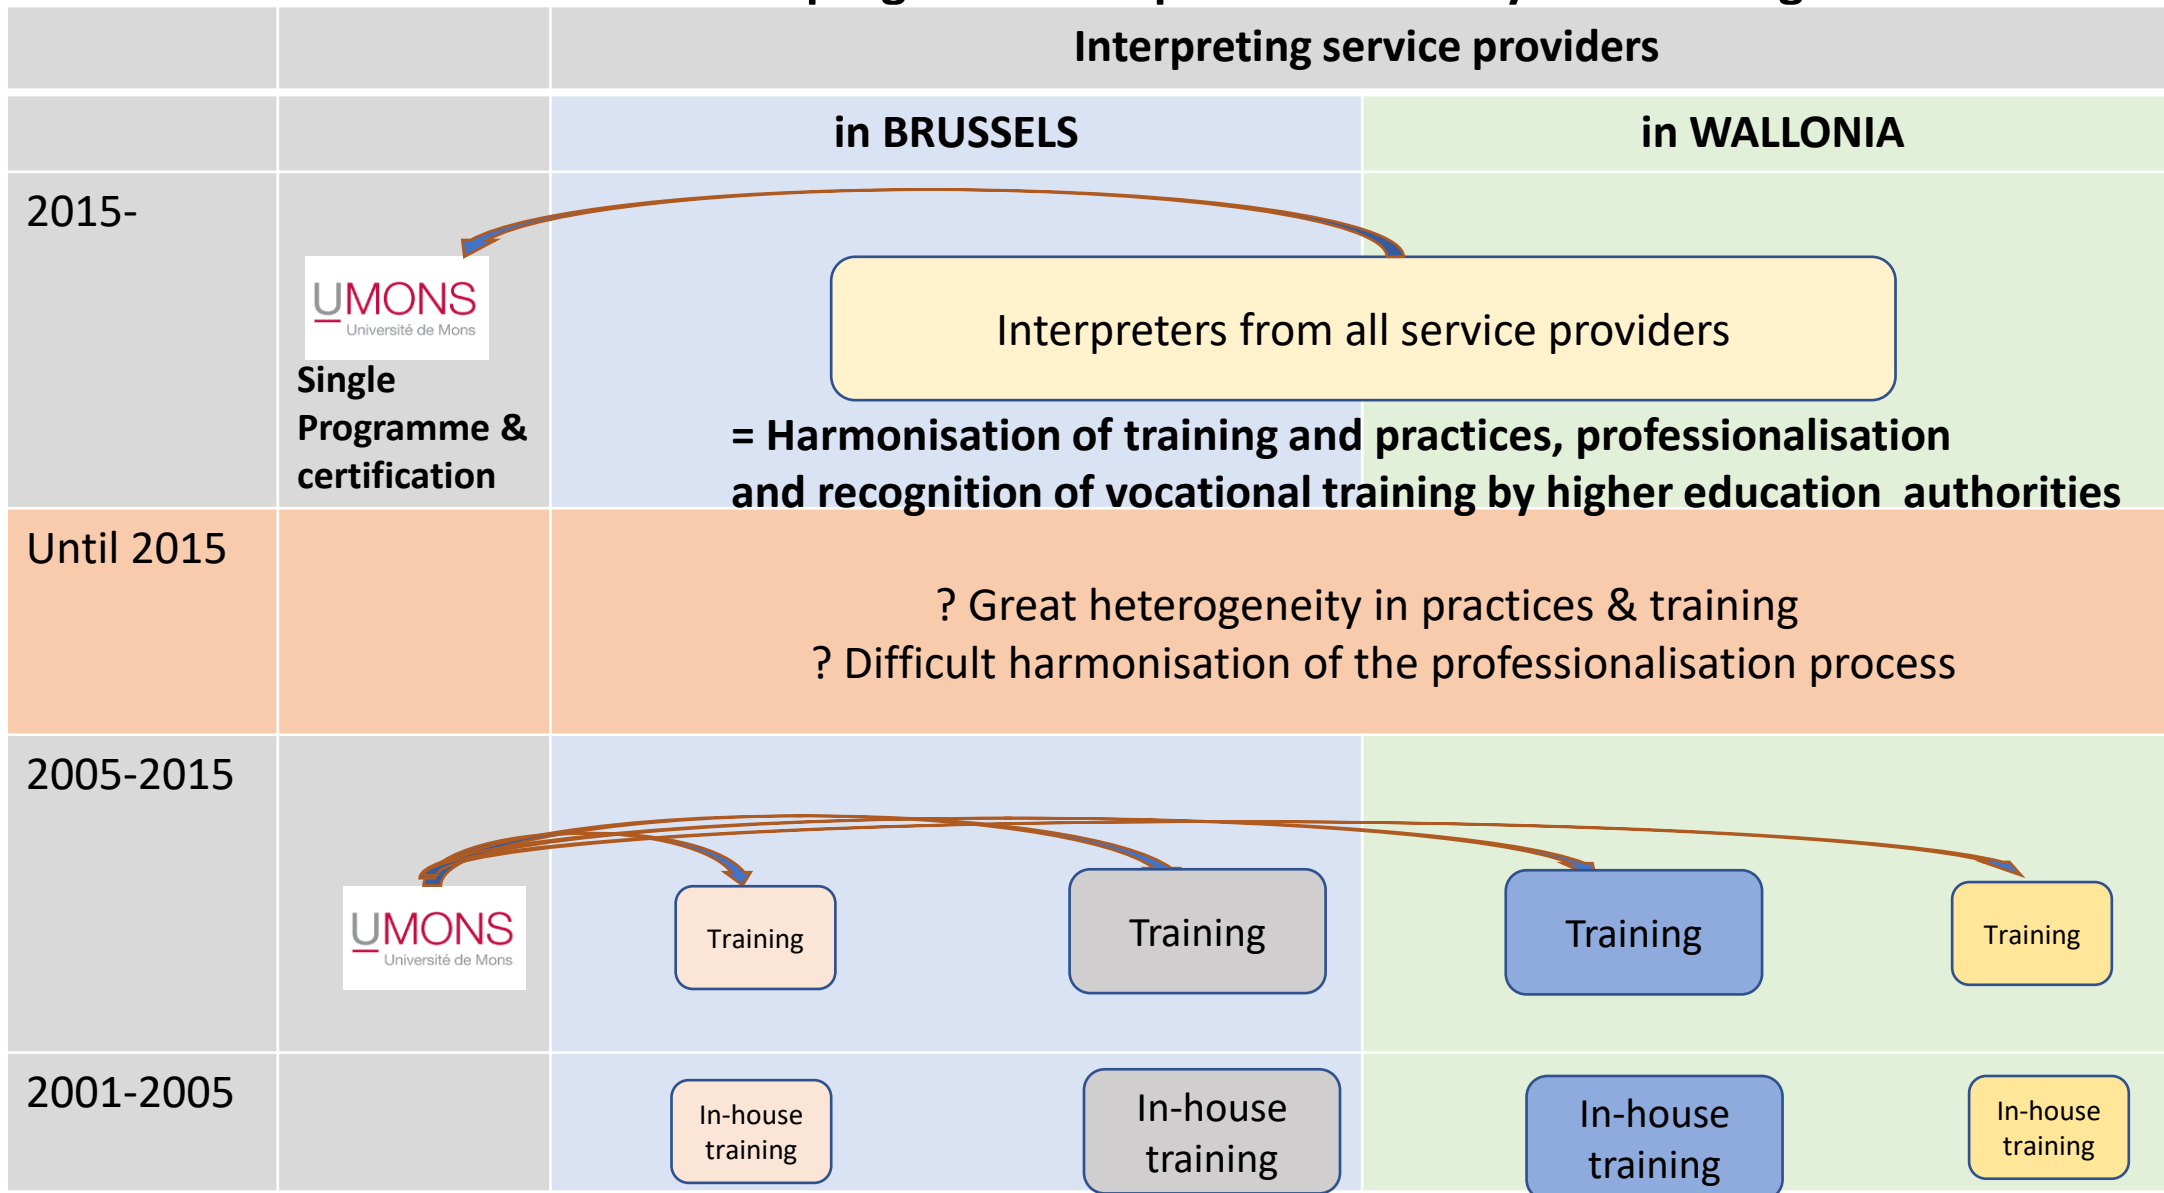 Interpreting service providers
in BRUSSELS
in WALLONIA
2015-
UMONS
Université de Mons
Single
Programme &
certification
Interpreters from all service providers
= Harmonisation of training and practices, professionalisation
and recognition of vocational training by higher education authorities
Until 2015
? Great heterogeneity in practices & training
? Difficult harmonisation of the professionalisation process
2005-2015
UMONS
Université de Mons
Training
Training
Training
Training
2001-2005
In-house
training
In-house
training
In-house
training
In-house
training